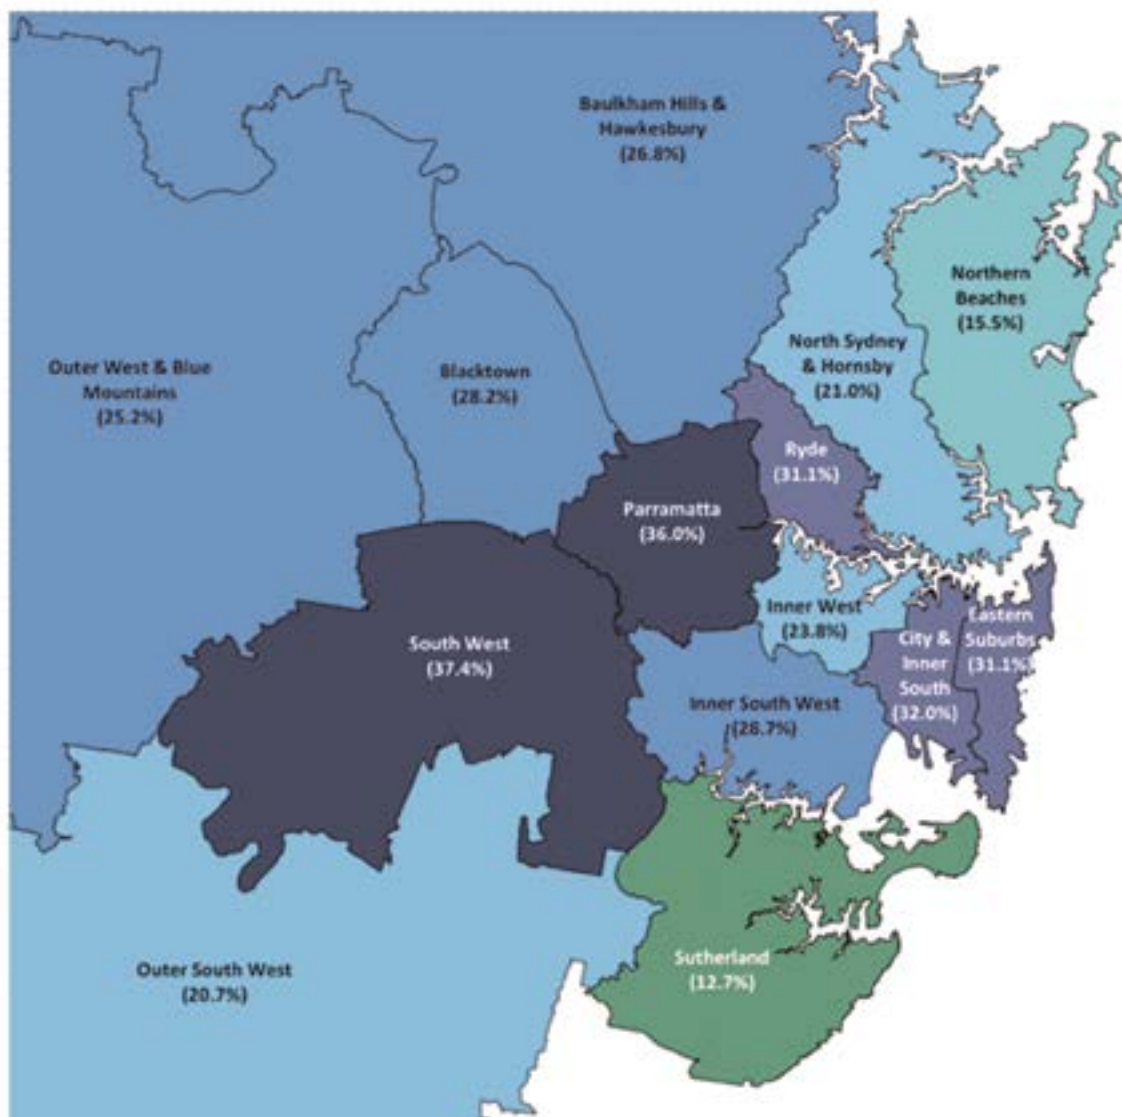 Baulkham Hills &
Hawkesbury
(26.8%)
Northern
Beaches
(15.5%)
North Sydney
& Hornsby
(21.0%)
Outer West & Blue
Mountains
(25.2%)
Blacktown
(28.2%)
Ryde
(31.1%)
Parramatta
(36.0%)
Inner West
(23.8%)
Eastern
Suburbs
(31.1%)
City &
Inner
South
(32.0%)
South West
(37.4%)
Inner South West
(28.7%)
Sutherland
(12.7%)
Outer South West
(20.7%)